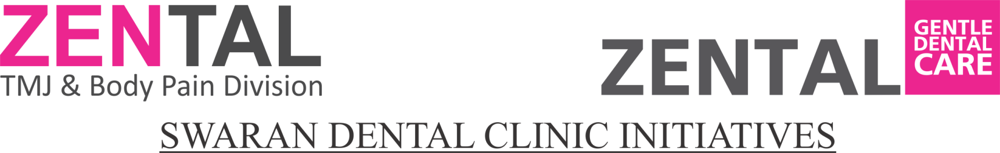 ZENTAL
TMJ & Body Pain Division
ZENTAL
GENTLE
DENTAL
CARE
SWARAN DENTAL CLINIC INITIATIVES